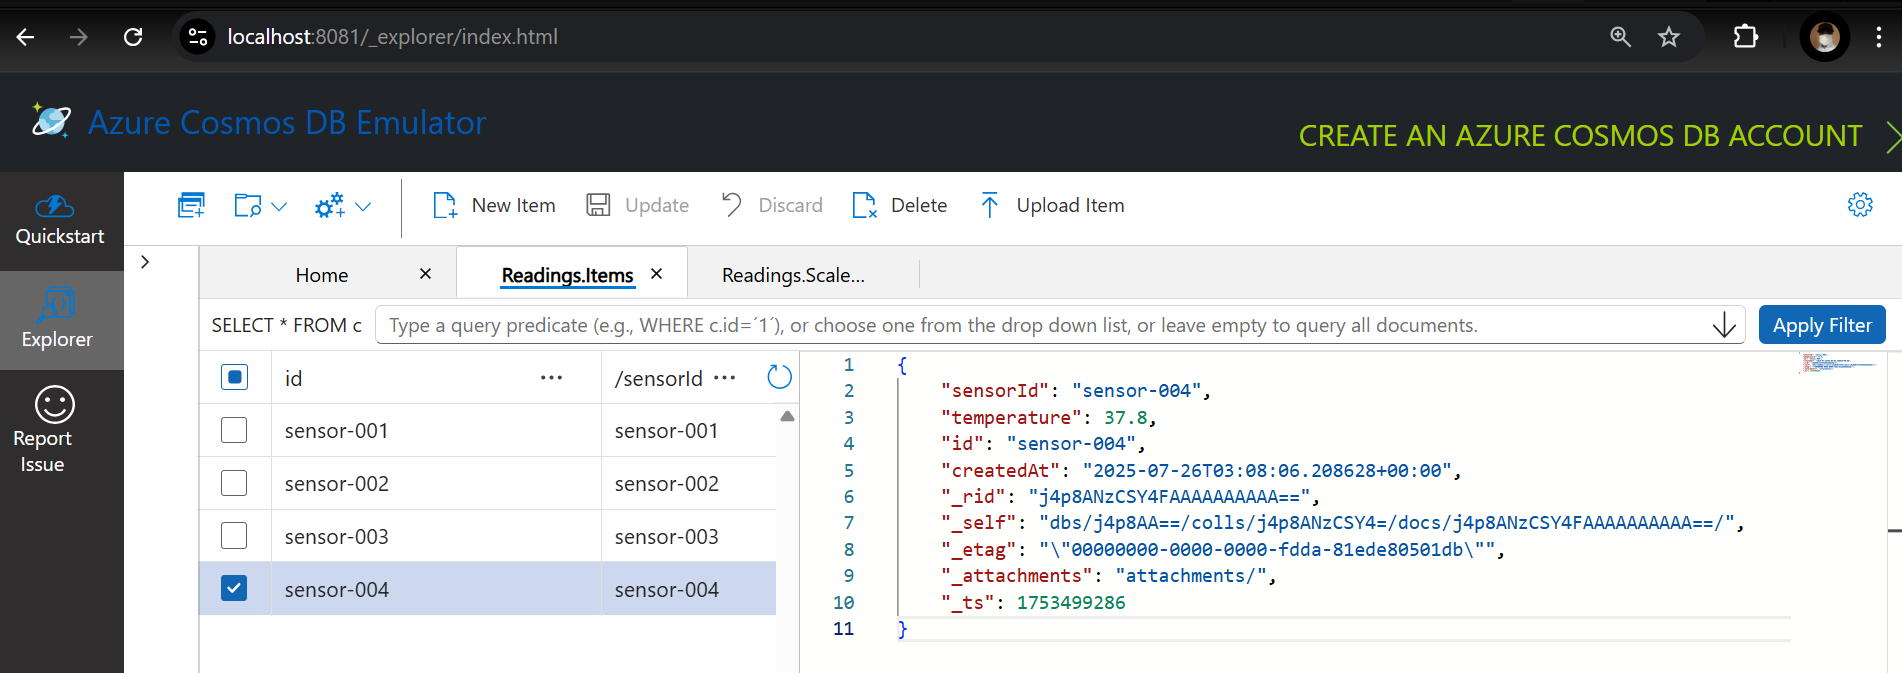 localhost:8081/_explorer/index.html
Azure Cosmos DB Emulator
CREATE AN AZURE COSMOS DB ACCOUNT
Quickstart
Explorer
Report
Issue
New Item
Update
Discard
Delete
Upload Item
Home
Readings.Items
Readings.Scale...
SELECT * FROM c
Type a query predicate (e.g., WHERE c.id=´1´), or choose one from the drop down list, or leave empty to query all documents.
Apply Filter
id ... /sensorId ...
sensor-001 sensor-001
sensor-002 sensor-002
sensor-003 sensor-003
sensor-004 sensor-004
1 {
2 "sensorId": "sensor-004",
3 "temperature": 37.8,
4 "id": "sensor-004",
5 "createdAt": "2025-07-26T03:08:06.208628+00:00",
6 "_rid": "j4p8ANzCSY4FAAAAAAAAAA==",
7 "_self": "dbs/j4p8AA==/colls/j4p8ANzCSY4=/docs/j4p8ANzCSY4FAAAAAAAAAA==/",
8 "_etag": "\"00000000-0000-0000-fdda-81ede80501db\"",
9 "_attachments": "attachments/",
10 "_ts": 1753499286
11 }